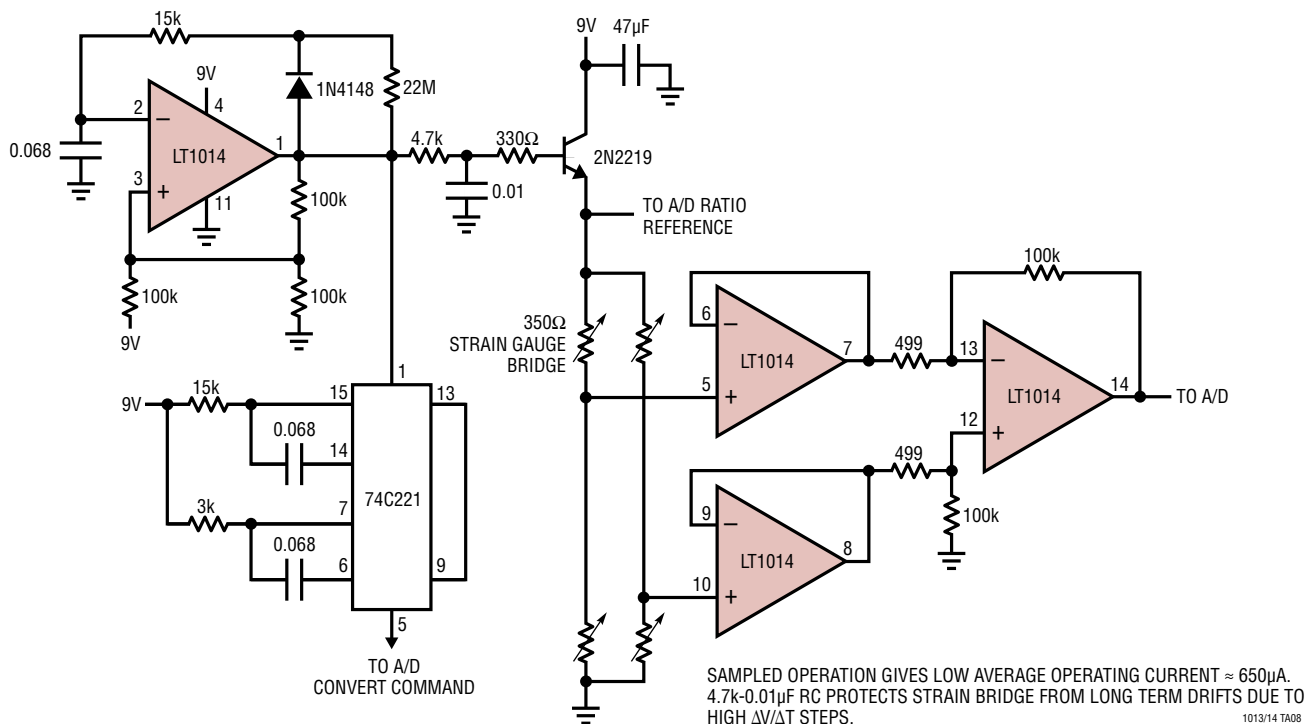 15k
9V
47µF
9V
1N4148
22M
2
4
4.7k
330Ω
0.068
LT1014
1
2N2219
3
11
100k
0.01
TO A/D RATIO
REFERENCE
100k
100k
100k
9V
350Ω
STRAIN GAUGE
BRIDGE
6
LT1014
7
499
13
5
LT1014
14
TO A/D
1
9V
15k
15
13
12
0.068
14
499
74C221
3k
7
9
100k
0.068
LT1014
8
6
9
10
5
TO A/D
CONVERT COMMAND
SAMPLED OPERATION GIVES LOW AVERAGE OPERATING CURRENT ≈ 650µA.
4.7k-0.01µF RC PROTECTS STRAIN BRIDGE FROM LONG TERM DRIFTS DUE TO
HIGH ∆V/∆T STEPS.
1013/14 TA08